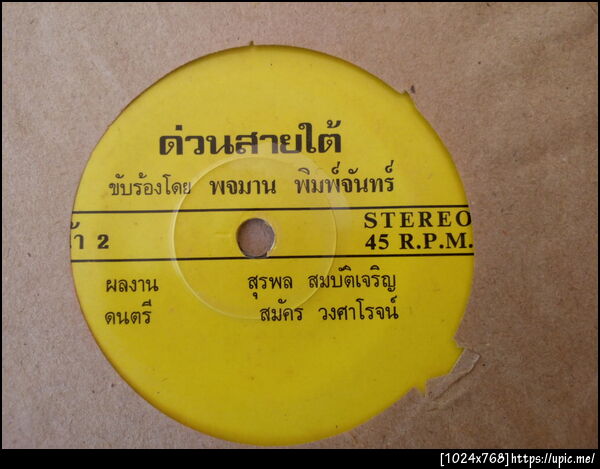 ด่วนสายใต้
ขับร้องโดย พจมาน พิมพ์จันทร์
STEREO
2 45 R.P.M.
ผลงาน สุรพล สมบัติเจริญ
ดนตรี สมัคร วงศาโรจน์
[1024x768]https://upic.me/